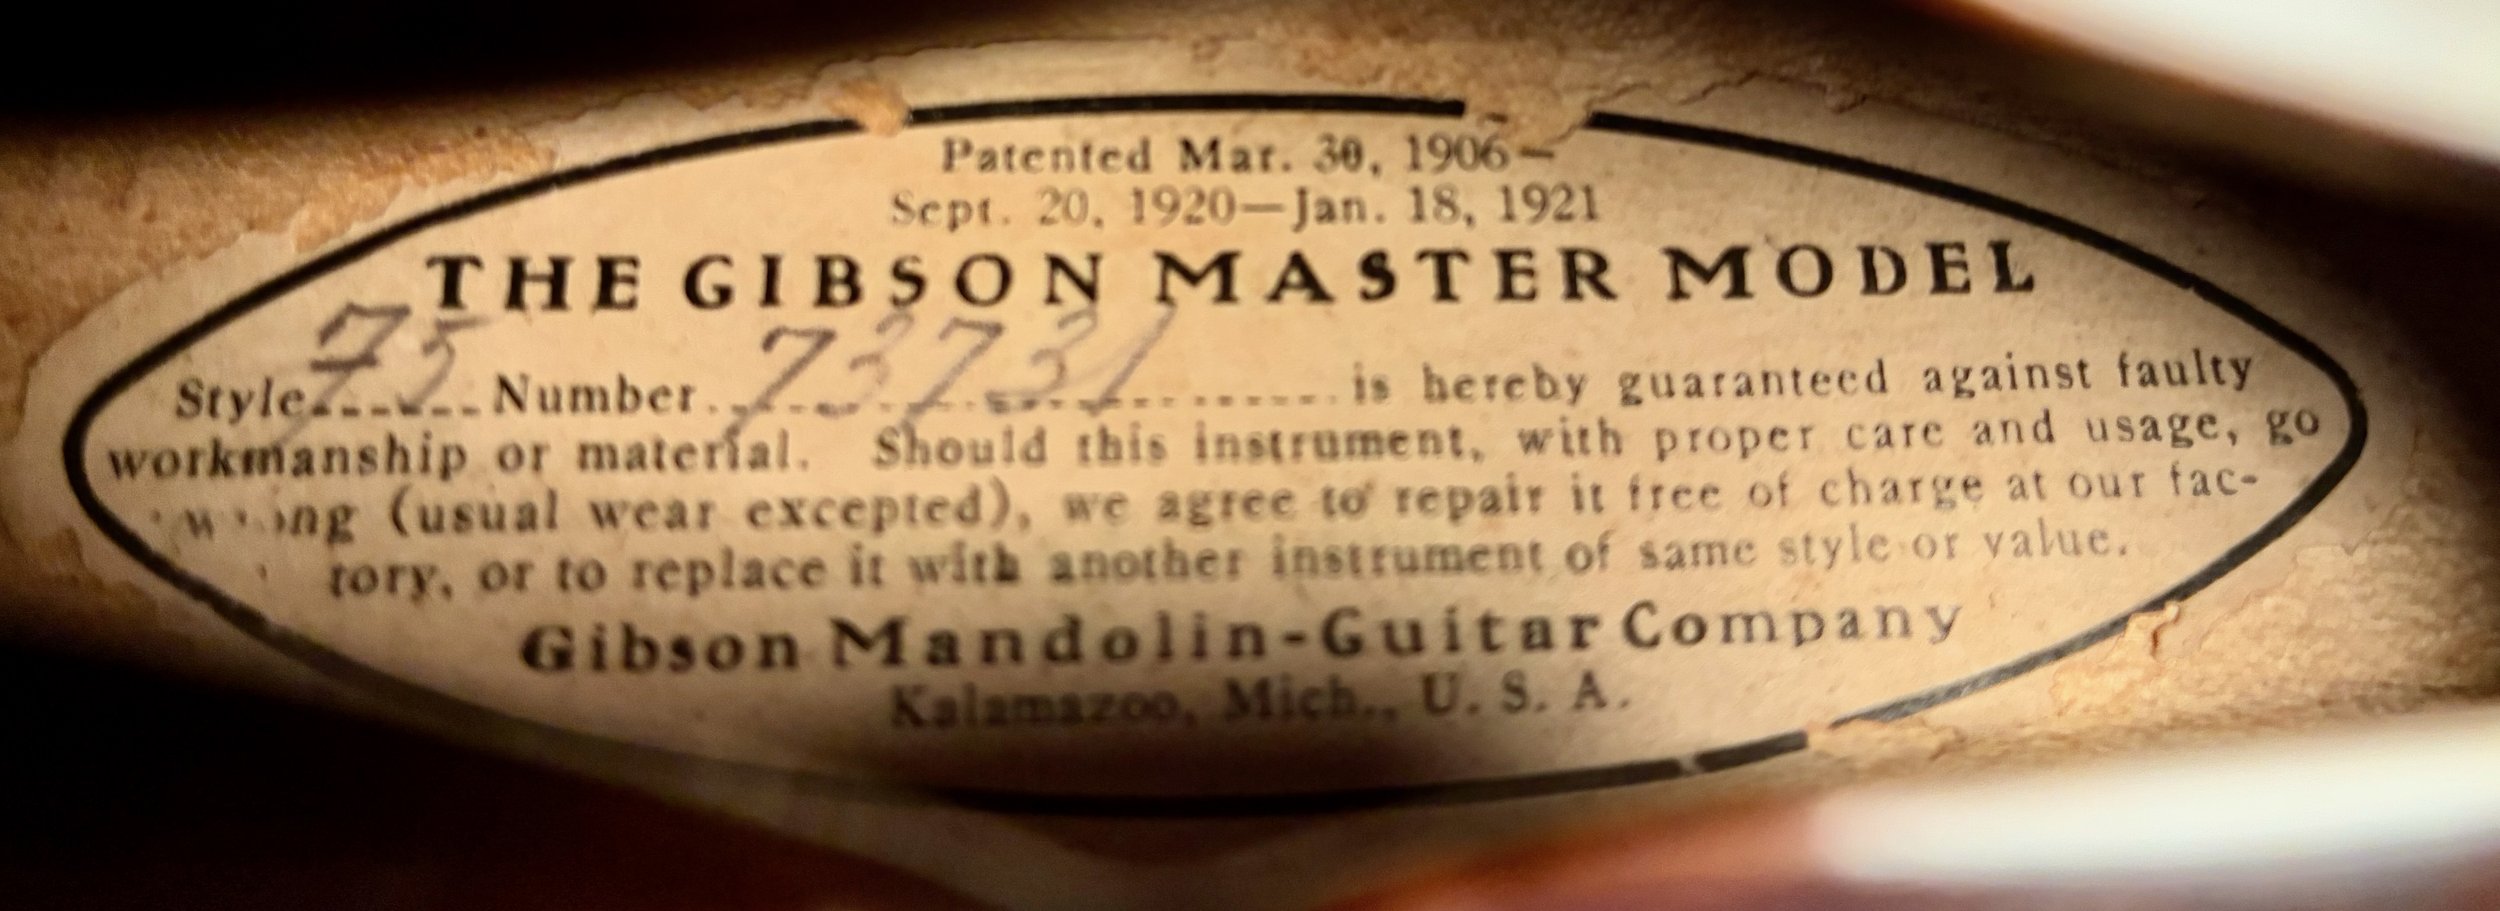 Patented Mar. 30, 1906—
Sept. 20, 1920—Jan. 18, 1921
THE GIBSON MASTER MODEL
Style F5 Number 73731 is hereby guaranteed against faulty
workmanship or material. Should this instrument, with proper care and usage, go
(usual wear excepted), we agree to repair it free of charge at our fac-
tory, or to replace it with another instrument of same style or value.
Gibson Mandolin-Guitar Company
Kalamazoo, Mich., U. S. A.